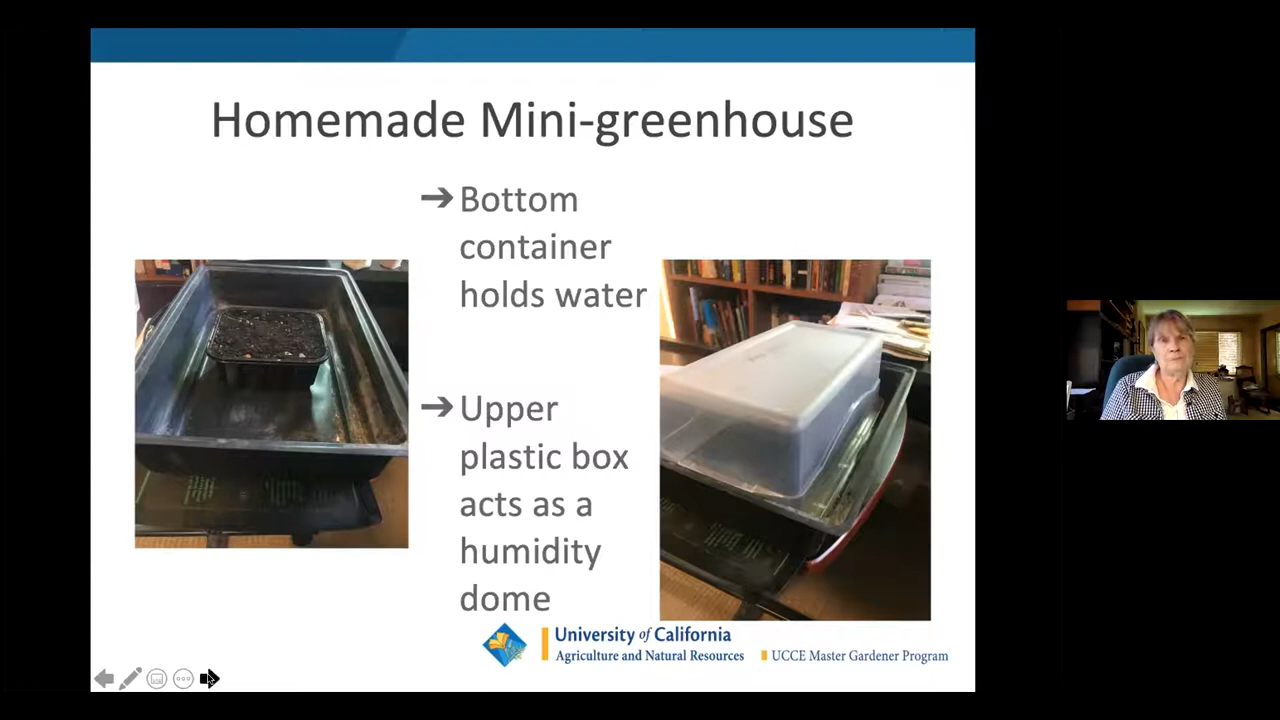 Homemade Mini-greenhouse
➔ Bottom
container
holds water
➔ Upper
plastic box
acts as a
humidity
dome
University of California
Agriculture and Natural Resources
UCCE Master Gardener Program